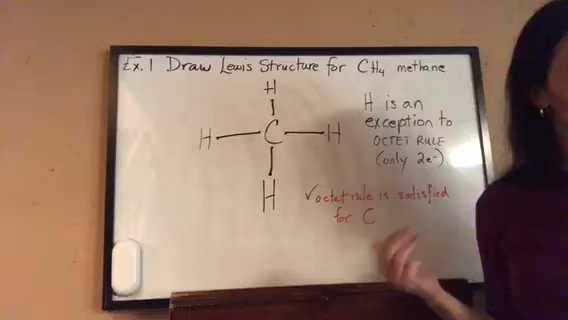 Ex. 1 Draw Lewis Structure for CH4 methane
H
H C H
H
H is an
exception to
OCTET RULE
(only 2e-)
√octet rule is satisfied
for C